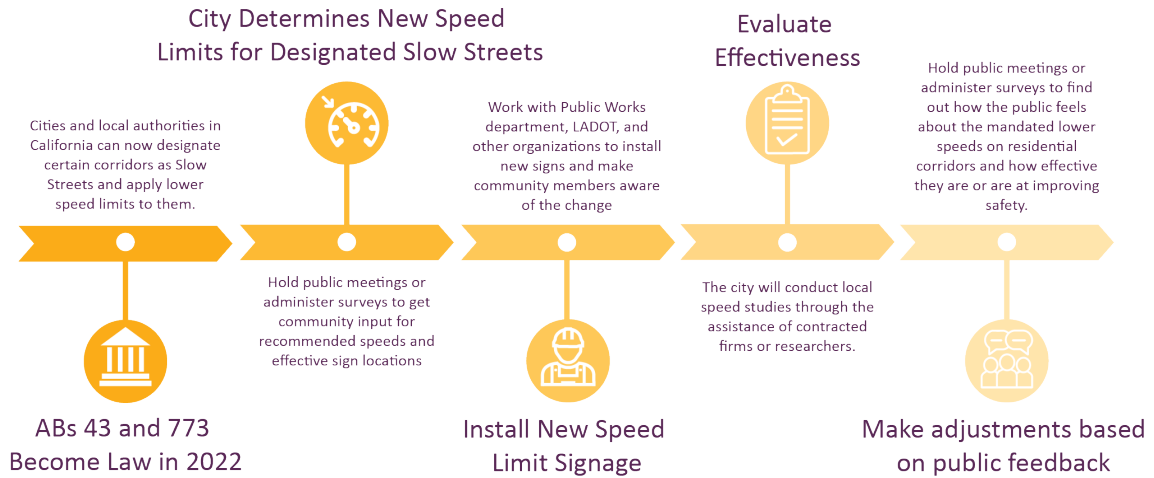 Cities and local authorities in
California can now designate
certain corridors as Slow
Streets and apply lower
speed limits to them.
ABs 43 and 773
Become Law in 2022
City Determines New Speed
Limits for Designated Slow Streets
Hold public meetings or
administer surveys to get
community input for
recommended speeds and
effective sign locations
Work with Public Works
department, LADOT, and
other organizations to install
new signs and make
community members aware
of the change
Install New Speed
Limit Signage
Evaluate
Effectiveness
The city will conduct local
speed studies through the
assistance of contracted
firms or researchers.
Hold public meetings or
administer surveys to find
out how the public feels
about the mandated lower
speeds on residential
corridors and how effective
they are or are at improving
safety.
Make adjustments based
on public feedback